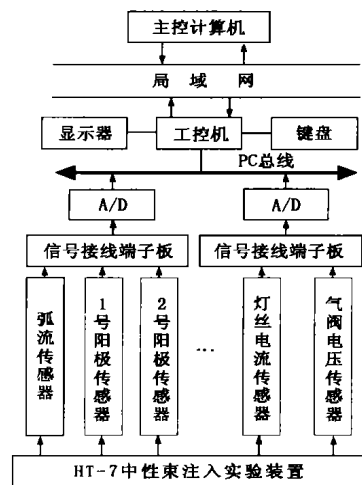 主控计算机
局 域 网
显示器
工控机
键盘
PC总线
A/D
A/D
信号接线端子板
信号接线端子板
弧流传感器
1号阳极传感器
2号阳极传感器
...
灯丝电流传感器
气阀电压传感器
HT-7中性束注入实验装置